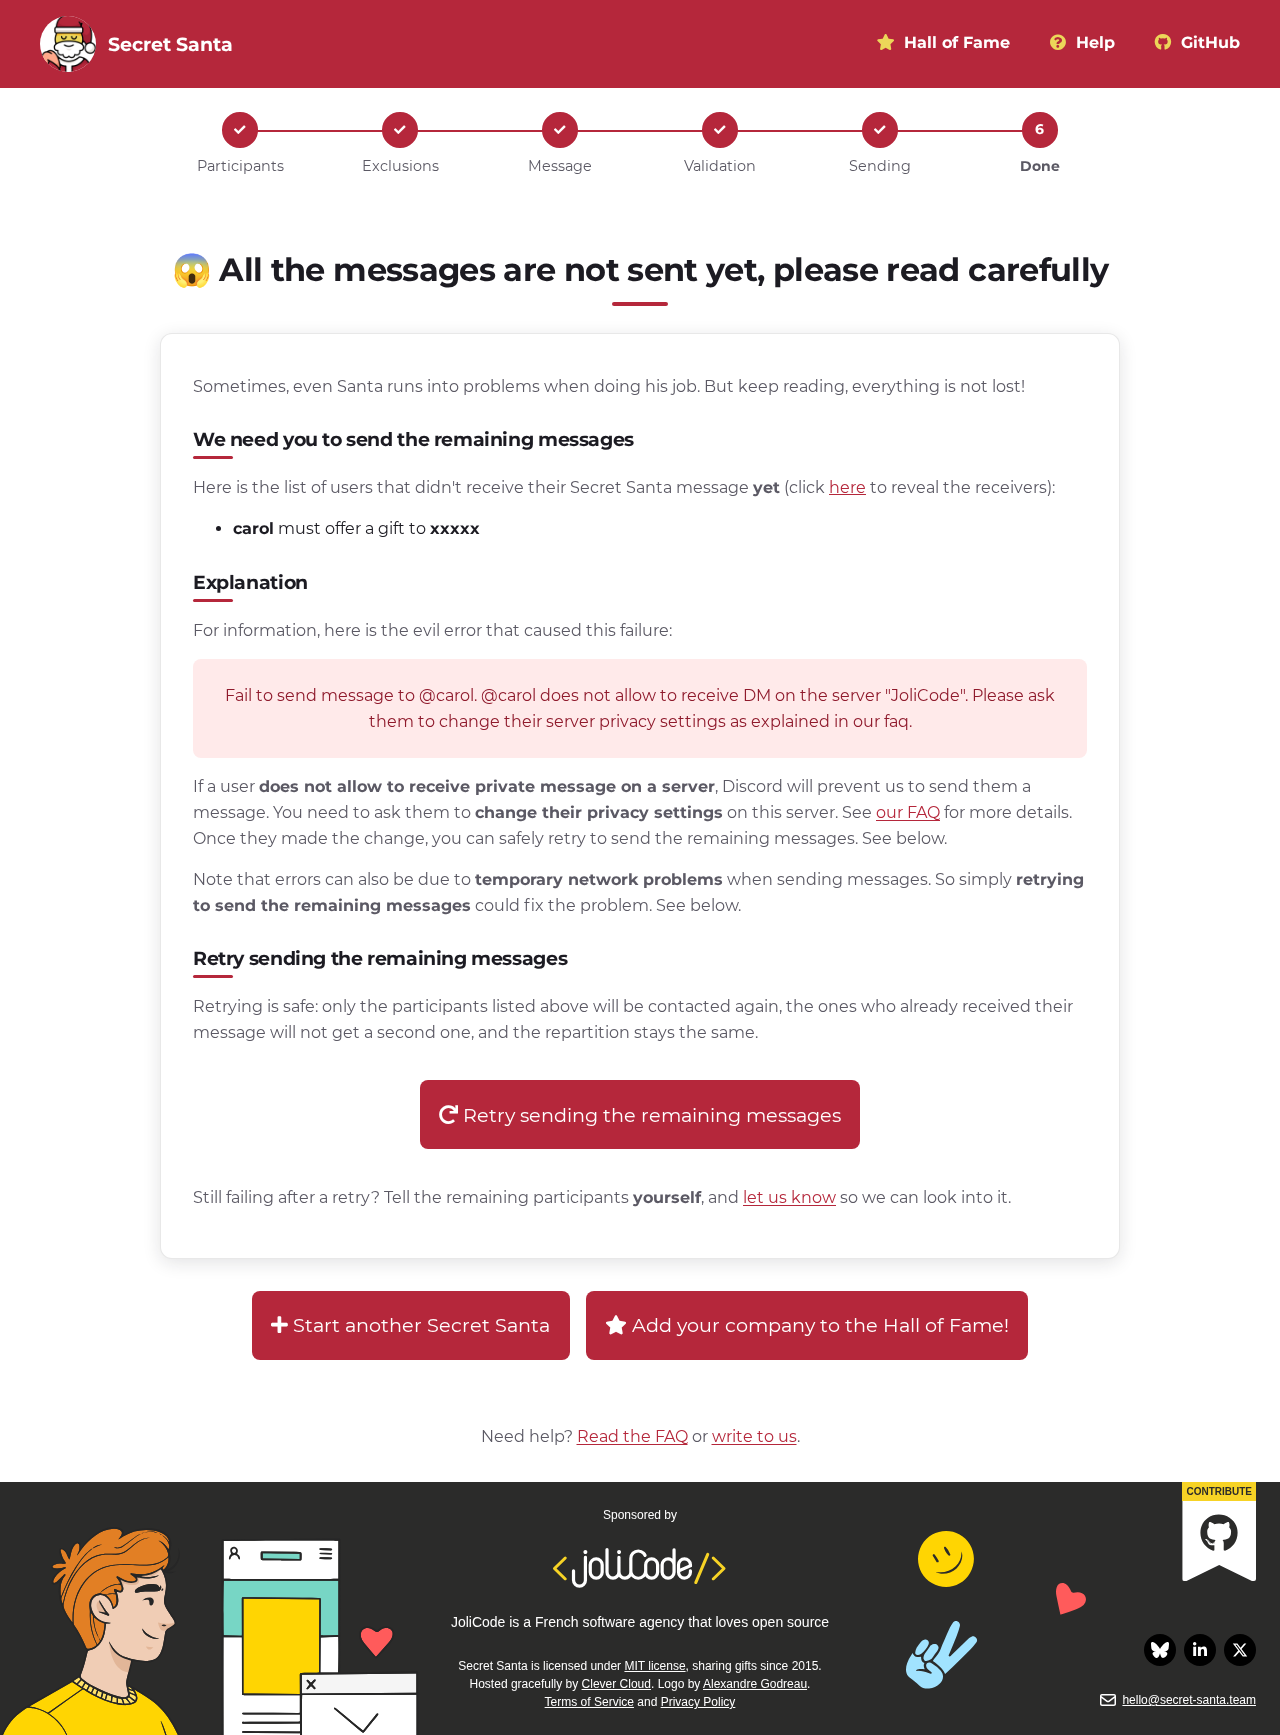 Secret Santa
Hall of Fame
Help
GitHub
6
Participants
Exclusions
Message
Validation
Sending
Done
😱 All the messages are not sent yet, please read carefully
Sometimes, even Santa runs into problems when doing his job. But keep reading, everything is not lost!
We need you to send the remaining messages
Here is the list of users that didn't receive their Secret Santa message yet (click here to reveal the receivers):
• carol must offer a gift to xxxxx
Explanation
For information, here is the evil error that caused this failure:
Fail to send message to @carol. @carol does not allow to receive DM on the server "JoliCode". Please ask
them to change their server privacy settings as explained in our faq.
If a user does not allow to receive private message on a server, Discord will prevent us to send them a
message. You need to ask them to change their privacy settings on this server. See our FAQ for more details.
Once they made the change, you can safely retry to send the remaining messages. See below.
Note that errors can also be due to temporary network problems when sending messages. So simply retrying
to send the remaining messages could fix the problem. See below.
Retry sending the remaining messages
Retrying is safe: only the participants listed above will be contacted again, the ones who already received their
message will not get a second one, and the repartition stays the same.
Retry sending the remaining messages
Still failing after a retry? Tell the remaining participants yourself, and let us know so we can look into it.
Start another Secret Santa
Add your company to the Hall of Fame!
Need help? Read the FAQ or write to us.
CONTRIBUTE
Sponsored by
<joliCode/>
JoliCode is a French software agency that loves open source
Secret Santa is licensed under MIT license, sharing gifts since 2015.
Hosted gracefully by Clever Cloud. Logo by Alexandre Godreau.
Terms of Service and Privacy Policy
hello@secret-santa.team